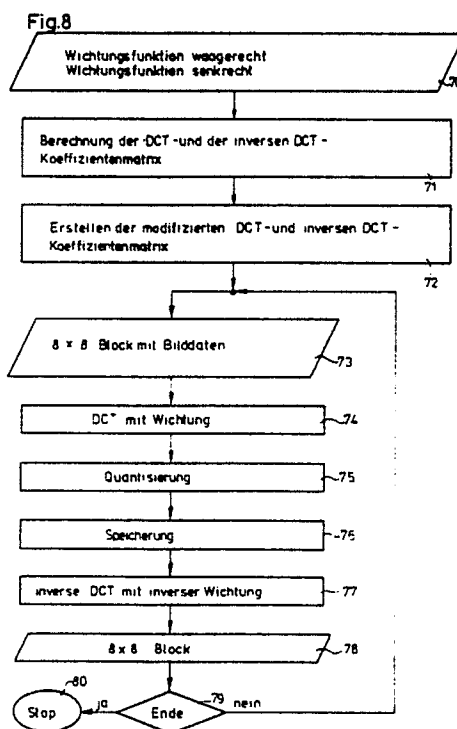 Fig.8
Wichtungsfunktion waagerecht
Wichtungsfunktion senkrecht
70
Berechnung der DCT-und der inversen DCT-
Koeffizientenmatrix
71
Erstellen der modifizierten DCT-und inversen DCT-
Koeffizientenmatrix
72
8 x 8 Block mit Bilddaten
73
DCT mit Wichtung
74
Quantisierung
75
Speicherung
76
inverse DCT mit inverser Wichtung
77
8 x 8 Block
78
80
79
Stop
ja
Ende
nein